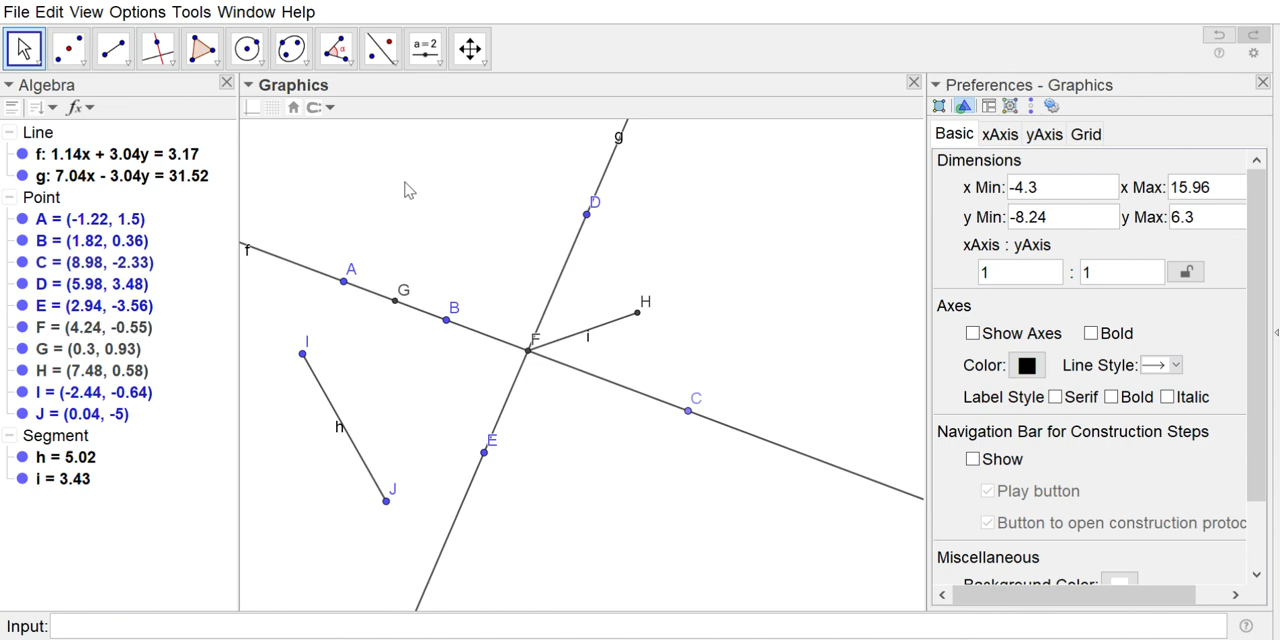 File Edit View Options Tools Window Help
α
a=2
Algebra
Graphics
Preferences - Graphics
fx
Line
f: 1.14x + 3.04y = 3.17
g: 7.04x - 3.04y = 31.52
Point
A = (-1.22, 1.5)
B = (1.82, 0.36)
C = (8.98, -2.33)
D = (5.98, 3.48)
E = (2.94, -3.56)
F = (4.24, -0.55)
G = (0.3, 0.93)
H = (7.48, 0.58)
I = (-2.44, -0.64)
J = (0.04, -5)
Segment
h = 5.02
i = 3.43
g
D
f
A
G
B
H
F
i
I
C
h
E
J
Basic xAxis yAxis Grid
Dimensions
x Min: -4.3 x Max: 15.96
y Min: -8.24 y Max: 6.3
xAxis : yAxis
1 : 1
Axes
Show Axes Bold
Color: Line Style:
Label Style Serif Bold Italic
Navigation Bar for Construction Steps
Show
Play button
Button to open construction protoc
Miscellaneous
Background Color:
Input: